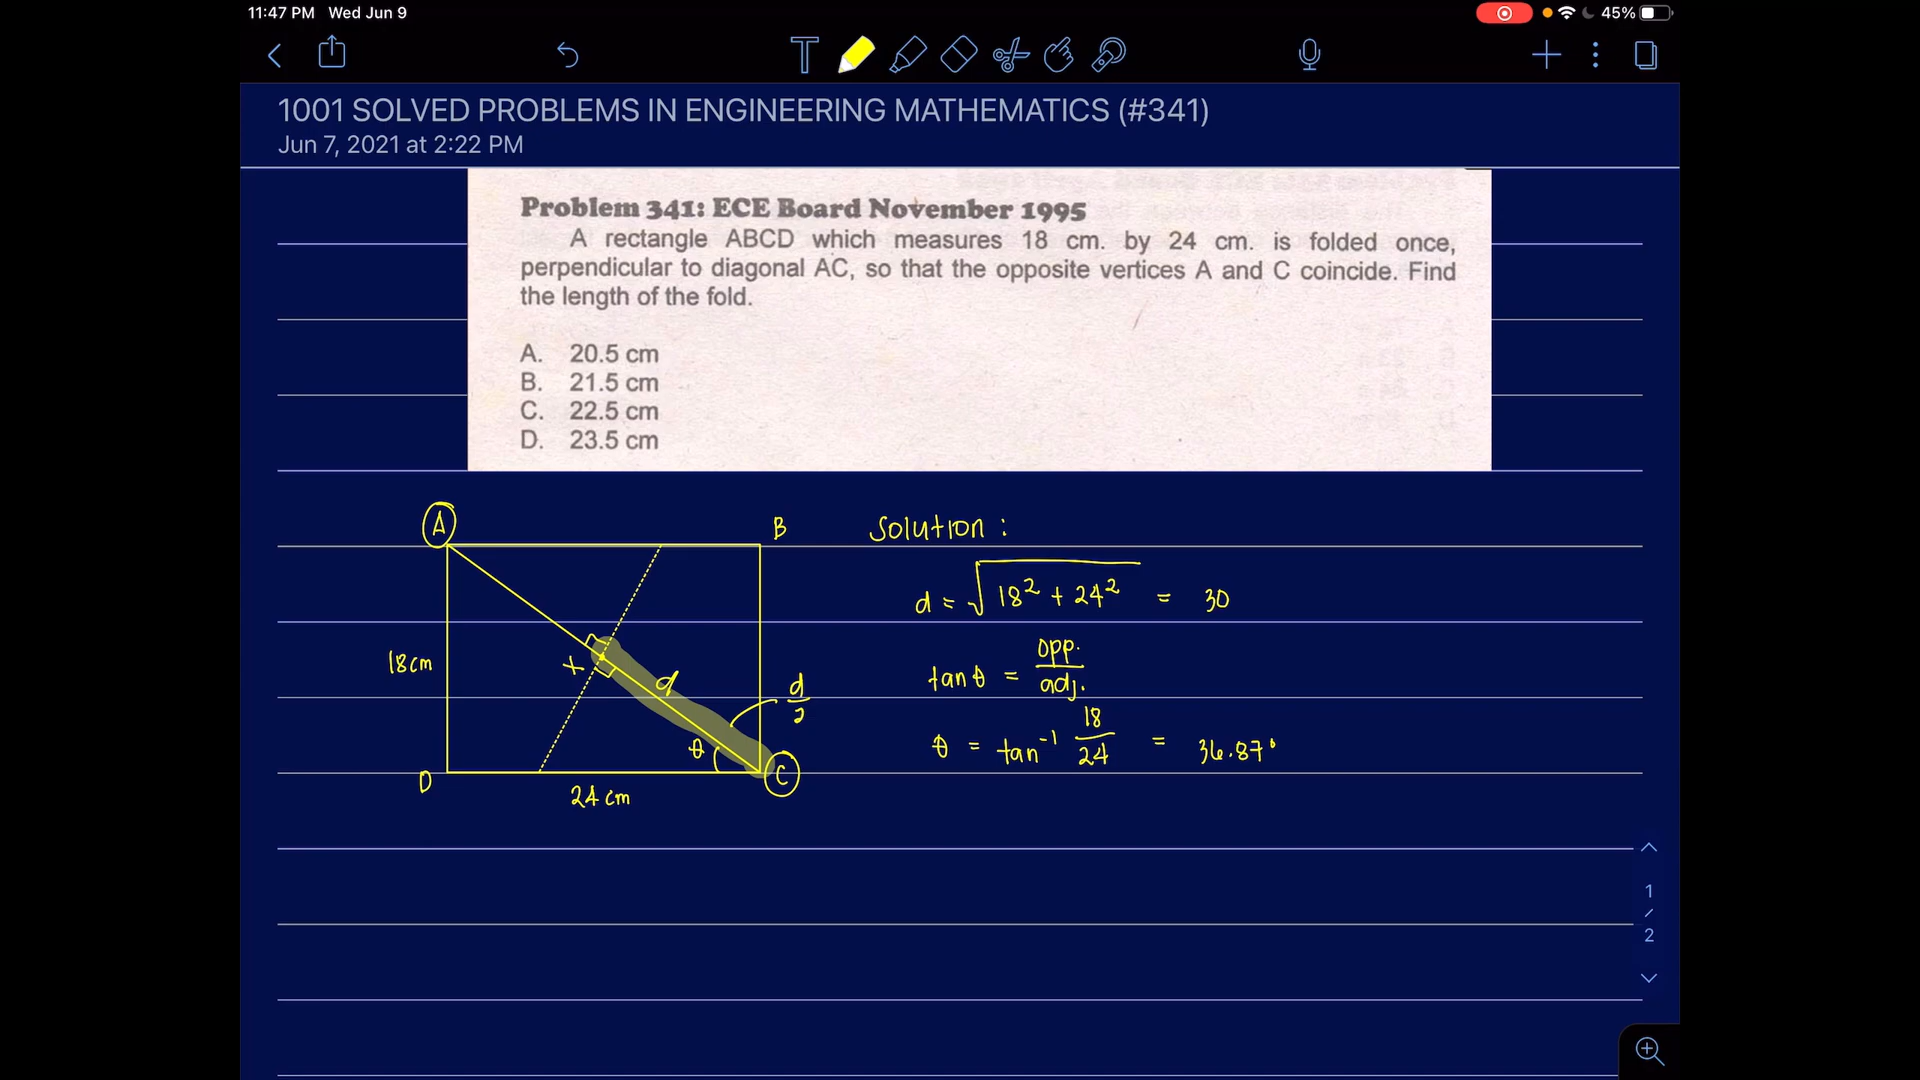 11:47 PM Wed Jun 9
45%
1001 SOLVED PROBLEMS IN ENGINEERING MATHEMATICS (#341)
Jun 7, 2021 at 2:22 PM
Problem 341: ECE Board November 1995
A rectangle ABCD which measures 18 cm. by 24 cm. is folded once,
perpendicular to diagonal AC, so that the opposite vertices A and C coincide. Find
the length of the fold.
A. 20.5 cm
B. 21.5 cm
C. 22.5 cm
D. 23.5 cm
A
B
18cm
x
d
d/2
θ
D
C
24 cm
Solution :
d = √18² + 24² = 30
tan θ = opp./adj.
θ = tan⁻¹ 18/24 = 36.87°
1
/
2